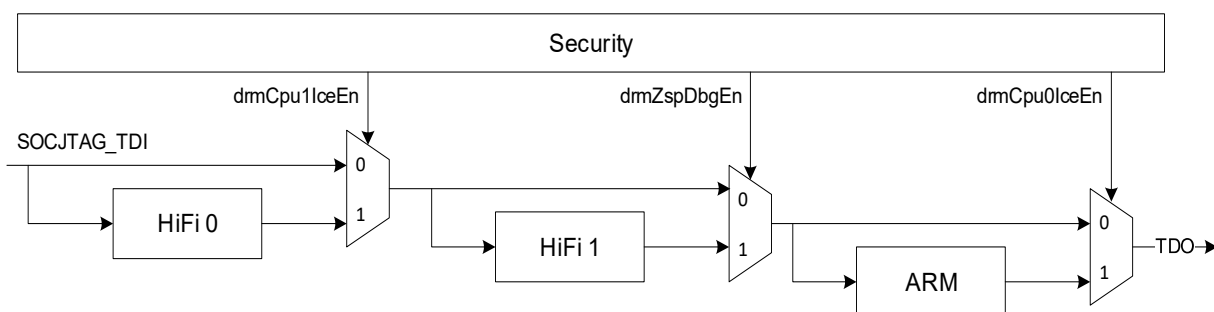 Security
drmCpu1IceEn
drmZspDbgEn
drmCpu0IceEn
SOCJTAG_TDI
0
1
HiFi 0
0
1
HiFi 1
0
1
ARM
TDO